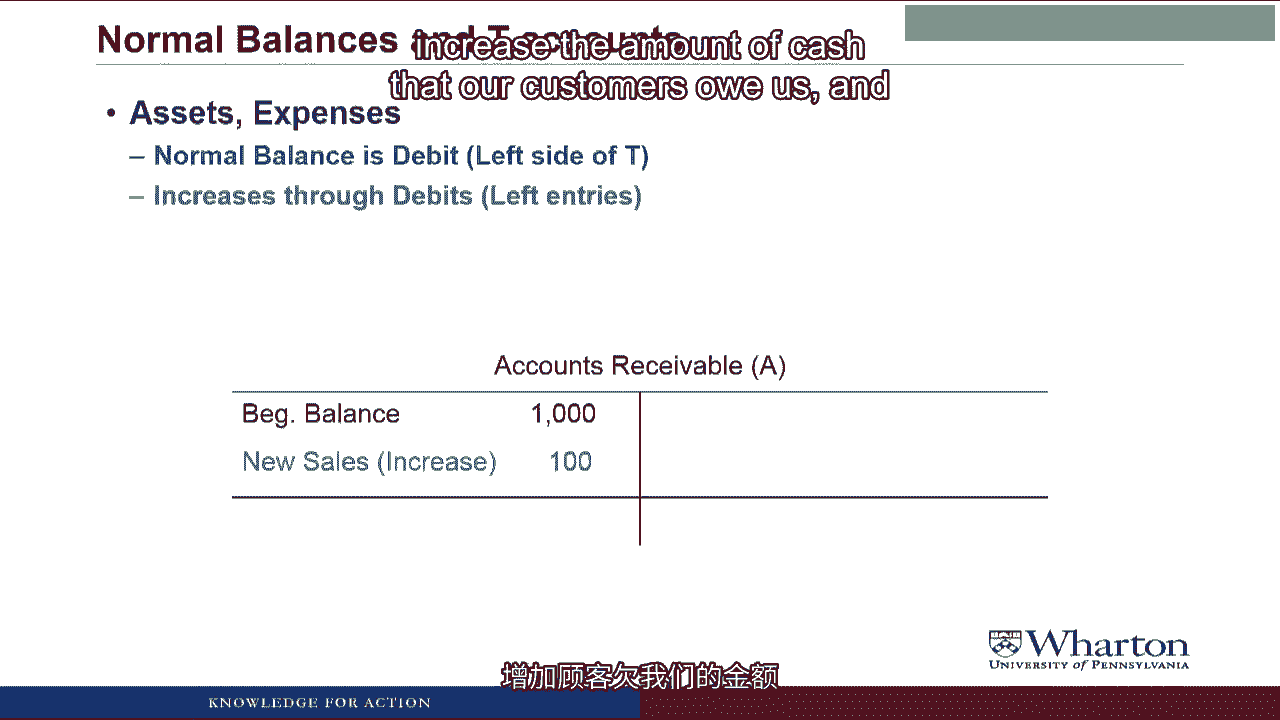 Normal Balances and T-accounts
increase the amount of cash
that our customers owe us, and
• Assets, Expenses
– Normal Balance is Debit (Left side of T)
– Increases through Debits (Left entries)
Accounts Receivable (A)
Beg. Balance 1,000
New Sales (Increase) 100
Wharton
UNIVERSITY of PENNSYLVANIA
增加顾客欠我们的金额
KNOWLEDGE FOR ACTION